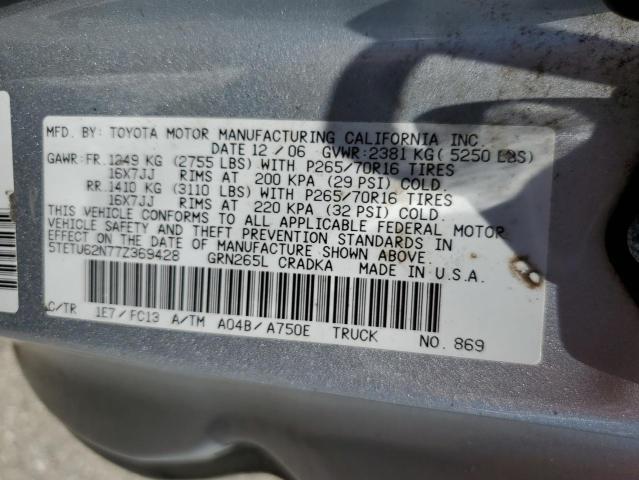 MFD. BY: TOYOTA MOTOR MANUFACTURING CALIFORNIA INC.
DATE 12 / 06 GVWR: 2381 KG ( 5250 LBS)
GAWR: FR. 1249 KG (2755 LBS) WITH P265/70R16 TIRES
16X7JJ RIMS AT 200 KPA (29 PSI) COLD.
RR. 1410 KG (3110 LBS) WITH P265/70R16 TIRES
16X7JJ RIMS AT 220 KPA (32 PSI) COLD.
THIS VEHICLE CONFORMS TO ALL APPLICABLE FEDERAL MOTOR
VEHICLE SAFETY AND THEFT PREVENTION STANDARDS IN
EFFECT ON THE DATE OF MANUFACTURE SHOWN ABOVE.
5TETU62N77Z369428 GRN265L CRADKA MADE IN U.S.A.
C/TR 1E7 / FC13 A/TM A04B / A750E TRUCK NO. 869